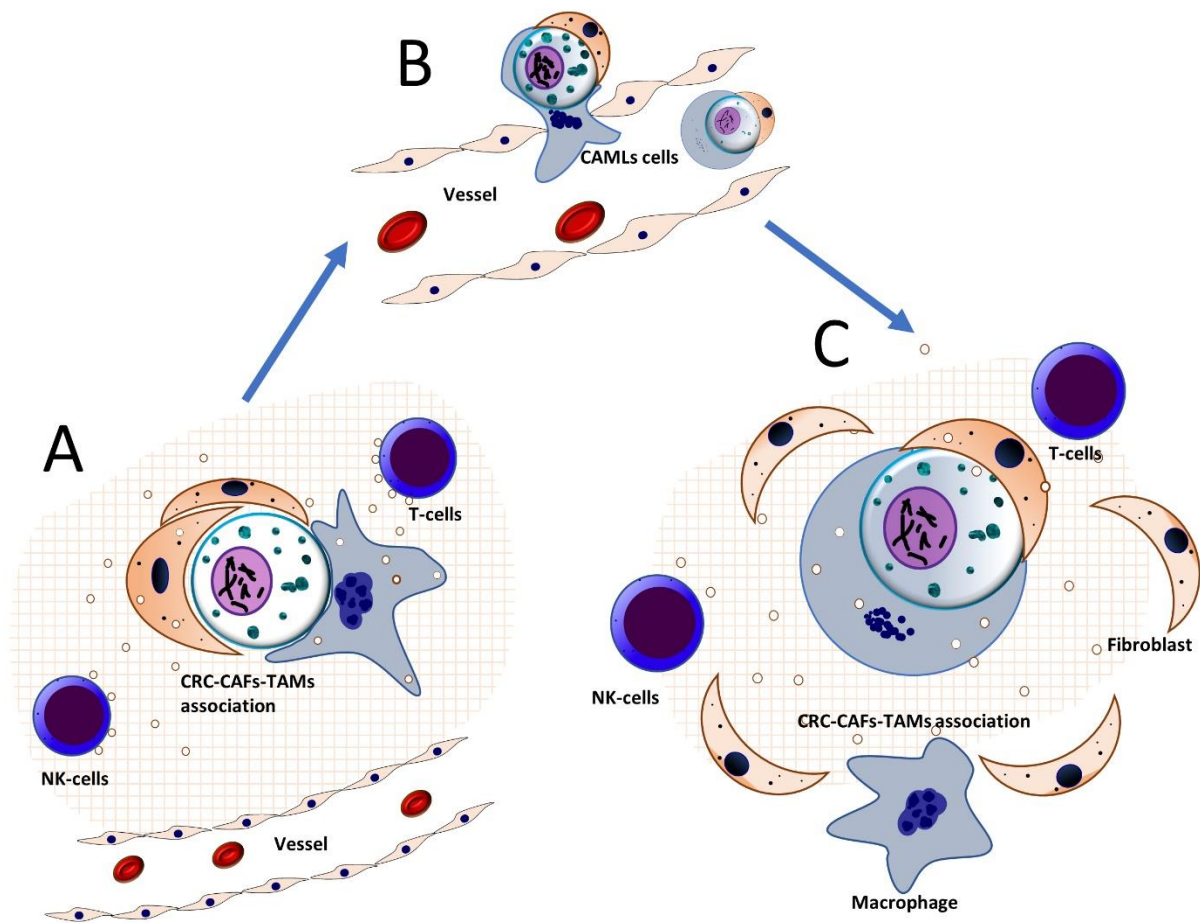 B
CAMLs cells
Vessel
A
T-cells
CRC-CAFs-TAMs
association
NK-cells
Vessel
C
T-cells
Fibroblast
NK-cells
CRC-CAFs-TAMs association
Macrophage